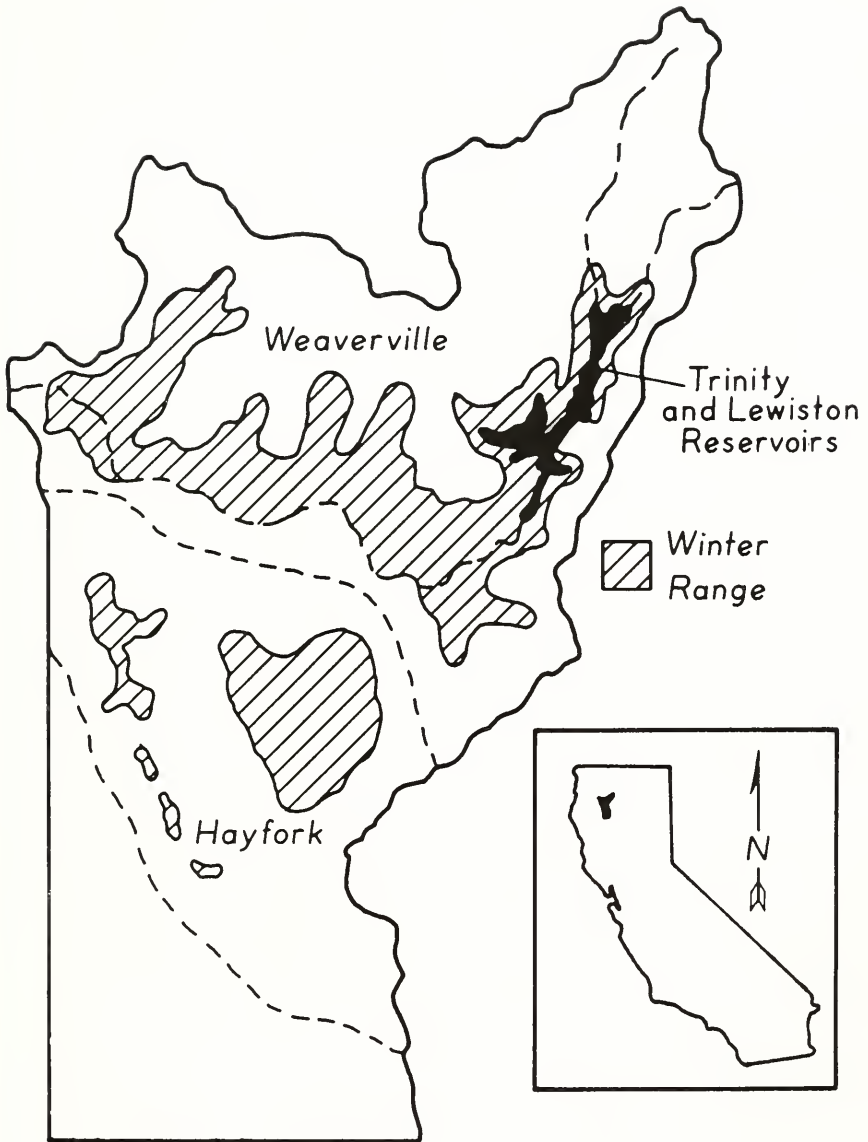 Weaverville
Trinity
and Lewiston
Reservoirs
Winter
Range
Hayfork
N